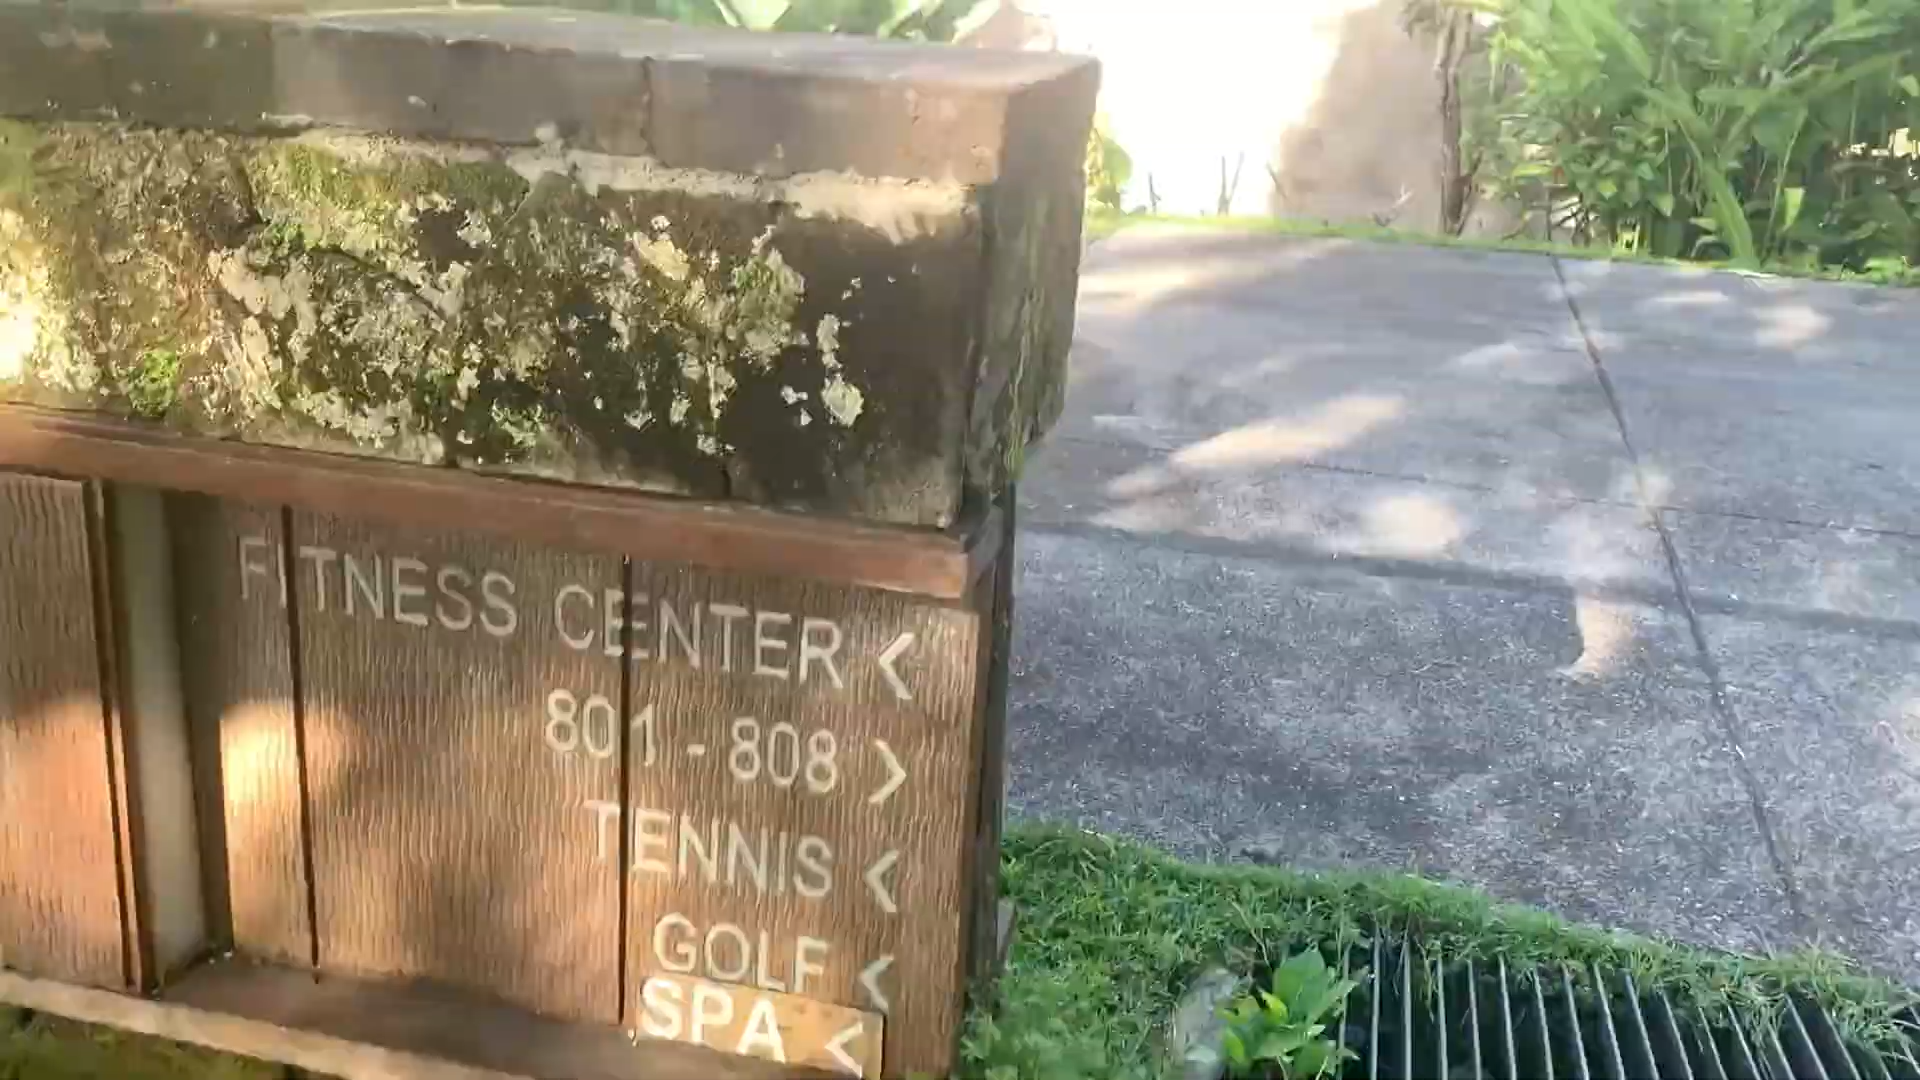 FITNESS CENTER <
801 - 808 >
TENNIS <
GOLF <
SPA <